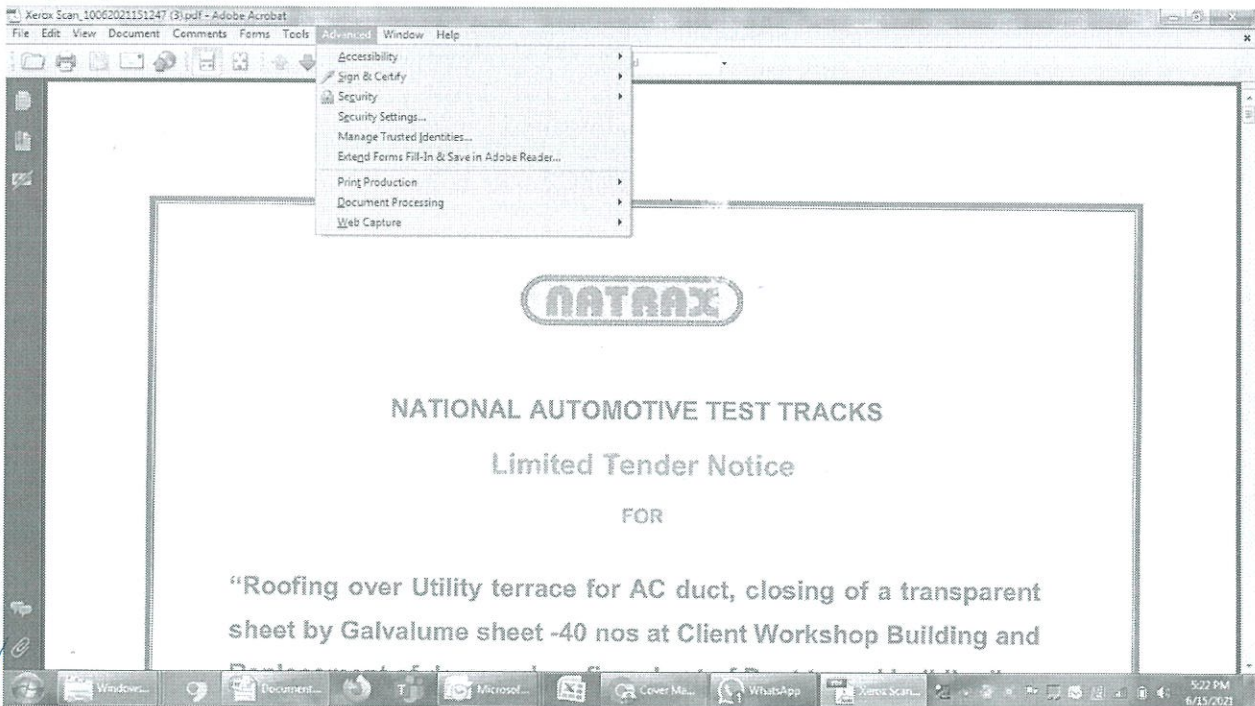 Xerox Scan_10062021151247 (3).pdf - Adobe Acrobat
File Edit View Document Comments Forms Tools Advanced Window Help
Accessibility
Sign & Certify
Security
Security Settings...
Manage Trusted Identities...
Extend Forms Fill-In & Save in Adobe Reader...
Print Production
Document Processing
Web Capture
NATRAX
NATIONAL AUTOMOTIVE TEST TRACKS
Limited Tender Notice
FOR
“Roofing over Utility terrace for AC duct, closing of a transparent
sheet by Galvalume sheet -40 nos at Client Workshop Building and
Windows... Document... Microsof... Cover Ma... WhatsApp Xerox Scan... 5:22 PM
6/15/2021